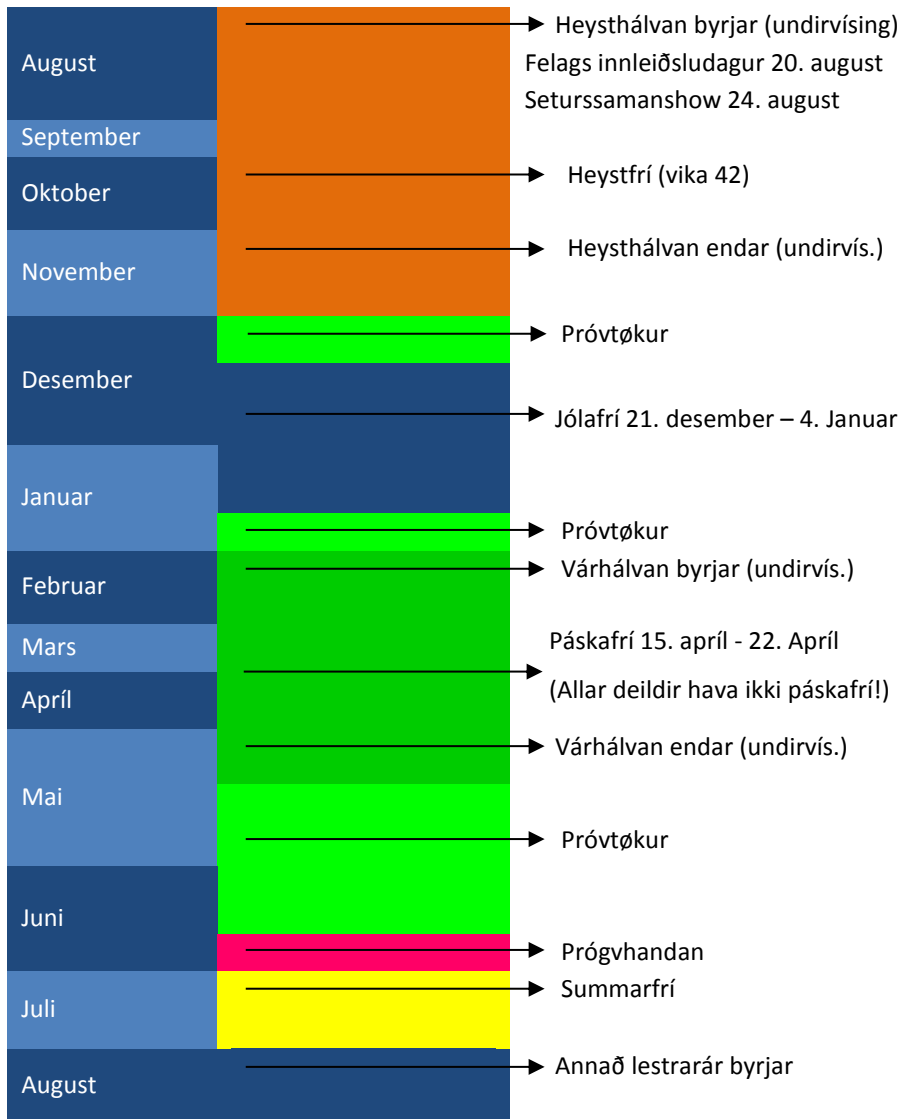 August
Heysthálvan byrjar (undirvísing)
Felags innleiðsludagur 20. august
Seturssamanshow 24. august
September
Oktober
Heystfrí (vika 42)
November
Heysthálvan endar (undirvís.)
Próvtøkur
Desember
Jólafrí 21. desember – 4. Januar
Januar
Próvtøkur
Várhálvan byrjar (undirvís.)
Februar
Mars
Páskafrí 15. apríl - 22. Apríl
Apríl
(Allar deildir hava ikki páskafrí!)
Várhálvan endar (undirvís.)
Mai
Próvtøkur
Juni
Prógvhandan
Summarfrí
Juli
Annað lestrarár byrjar
August